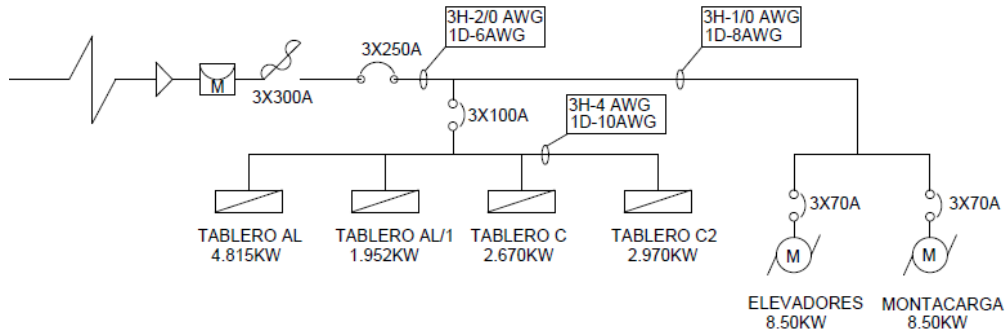 3H-2/0 AWG
1D-6AWG
3H-1/0 AWG
1D-8AWG
3X250A
M
3X300A
3X100A
3H-4 AWG
1D-10AWG
3X70A
3X70A
TABLERO AL
4.815KW
TABLERO AL/1
1.952KW
TABLERO C
2.670KW
TABLERO C2
2.970KW
M
M
ELEVADORES
8.50KW
MONTACARGA
8.50KW